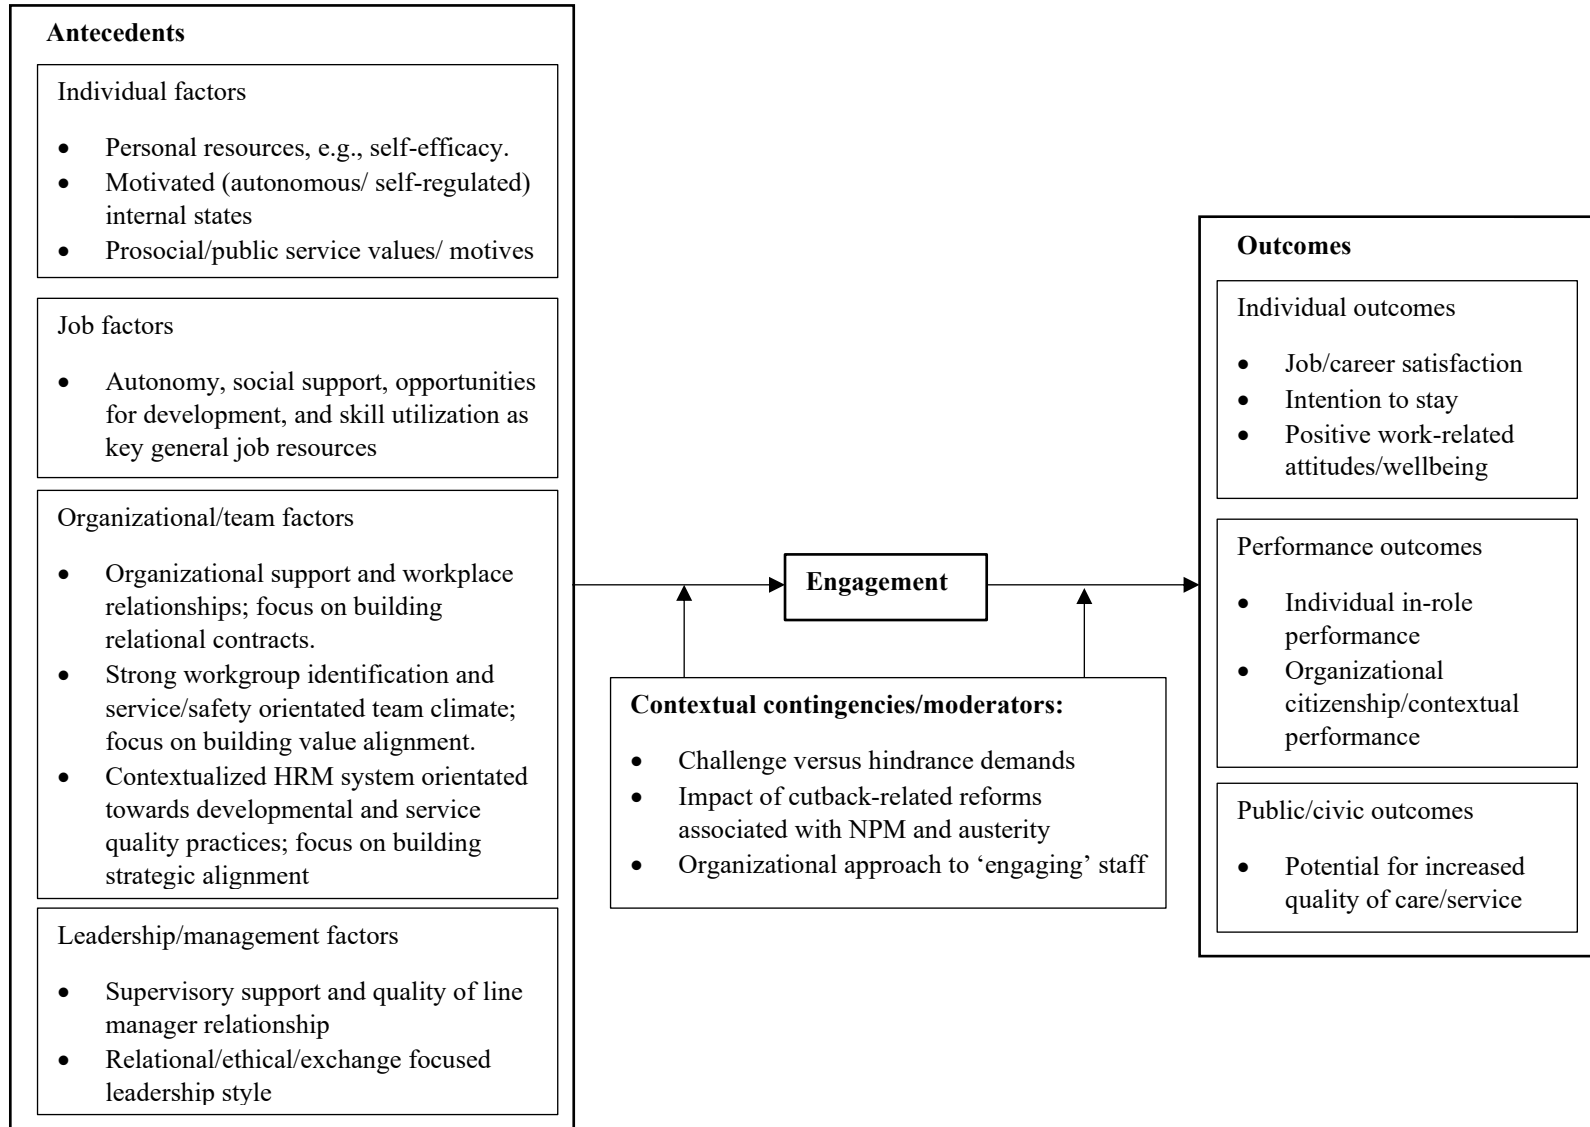 Antecedents
Individual factors
• Personal resources, e.g., self-efficacy.
• Motivated (autonomous/ self-regulated)
internal states
• Prosocial/public service values/ motives
Job factors
• Autonomy, social support, opportunities
for development, and skill utilization as
key general job resources
Organizational/team factors
• Organizational support and workplace
relationships; focus on building
relational contracts.
• Strong workgroup identification and
service/safety orientated team climate;
focus on building value alignment.
• Contextualized HRM system orientated
towards developmental and service
quality practices; focus on building
strategic alignment
Leadership/management factors
• Supervisory support and quality of line
manager relationship
• Relational/ethical/exchange focused
leadership style
Engagement
Contextual contingencies/moderators:
• Challenge versus hindrance demands
• Impact of cutback-related reforms
associated with NPM and austerity
• Organizational approach to ‘engaging’ staff
Outcomes
Individual outcomes
• Job/career satisfaction
• Intention to stay
• Positive work-related
attitudes/wellbeing
Performance outcomes
• Individual in-role
performance
• Organizational
citizenship/contextual
performance
Public/civic outcomes
• Potential for increased
quality of care/service